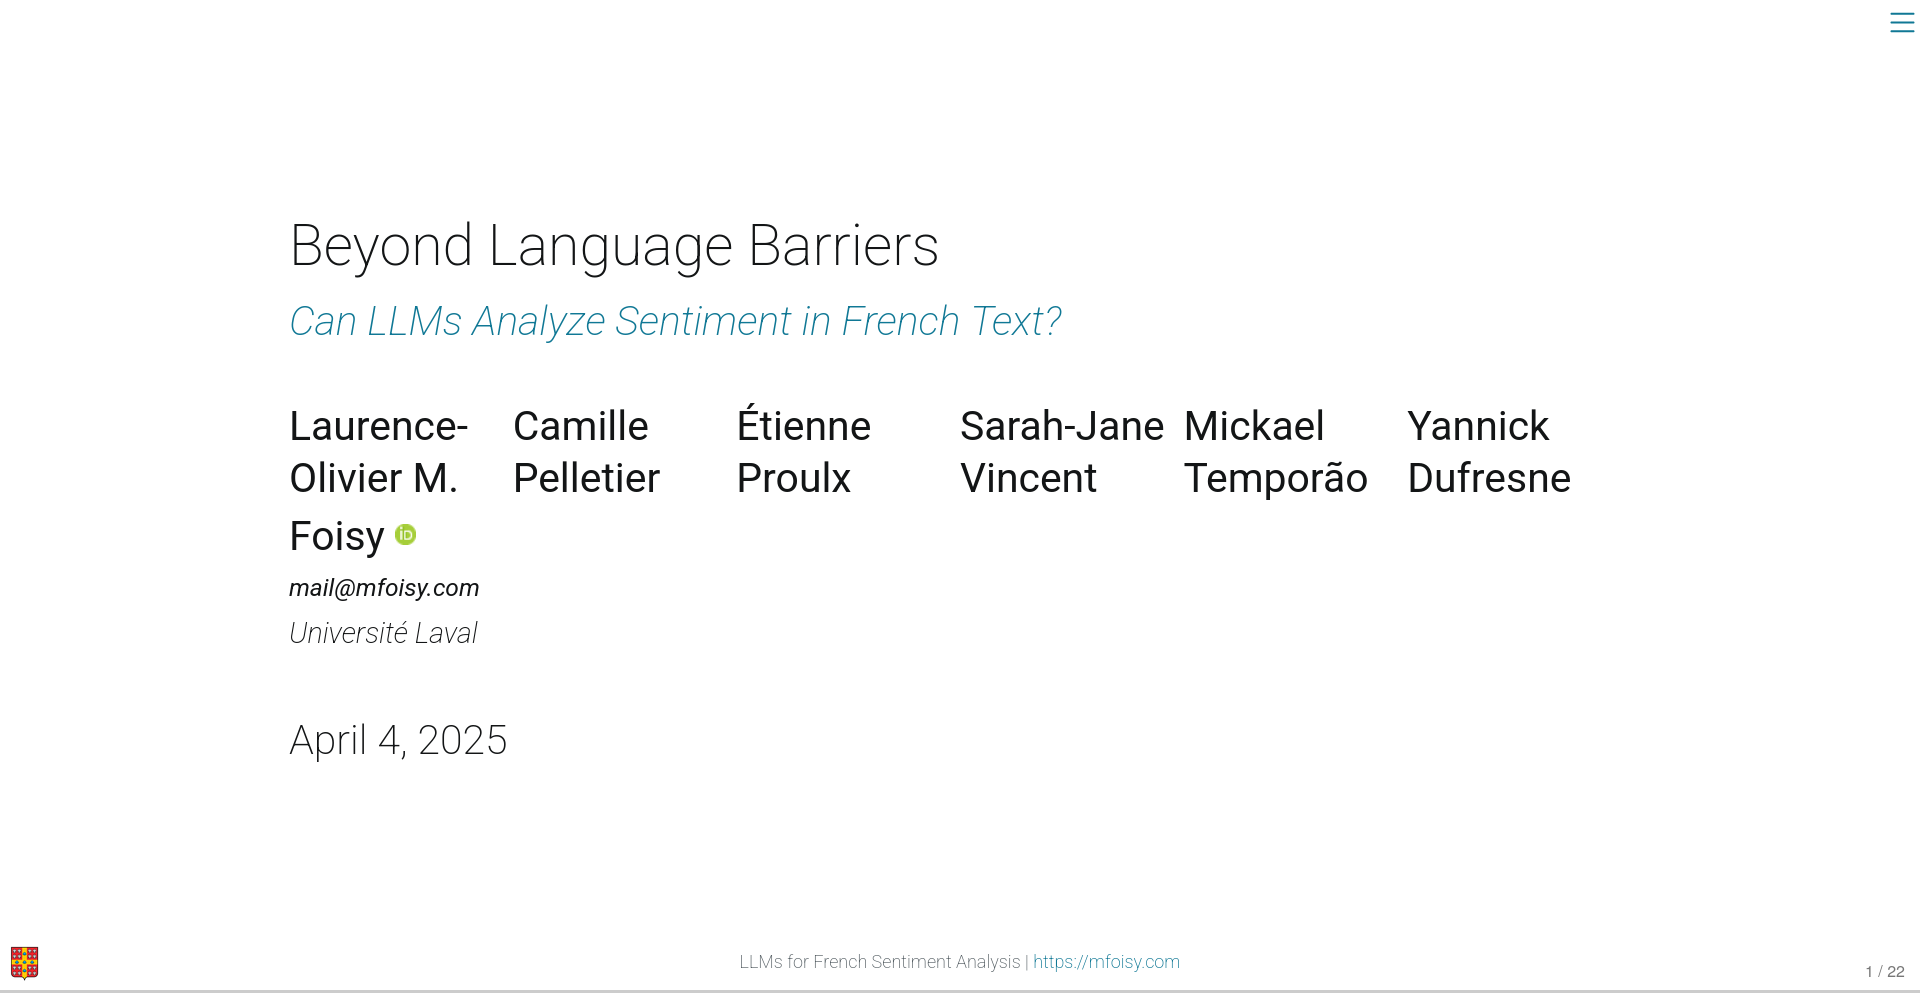 Beyond Language Barriers
Can LLMs Analyze Sentiment in French Text?
Laurence-
Olivier M.
Foisy iD
mail@mfoisy.com
Université Laval
Camille
Pelletier
Étienne
Proulx
Sarah-Jane
Vincent
Mickael
Temporão
Yannick
Dufresne
April 4, 2025
LLMs for French Sentiment Analysis | https://mfoisy.com
1 / 22